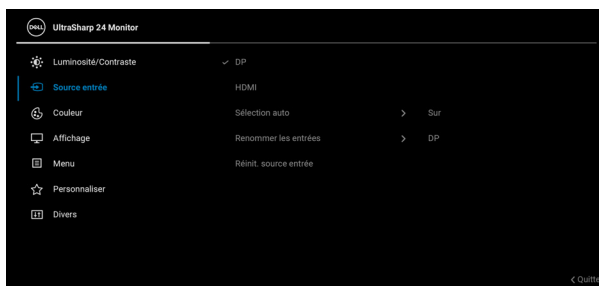 DELL UltraSharp 24 Monitor
Luminosité/Contraste DP
Source entrée HDMI
Couleur Sélection auto Sur
Affichage Renommer les entrées DP
Menu Réinit. source entrée
Personnaliser
Divers
Quitte